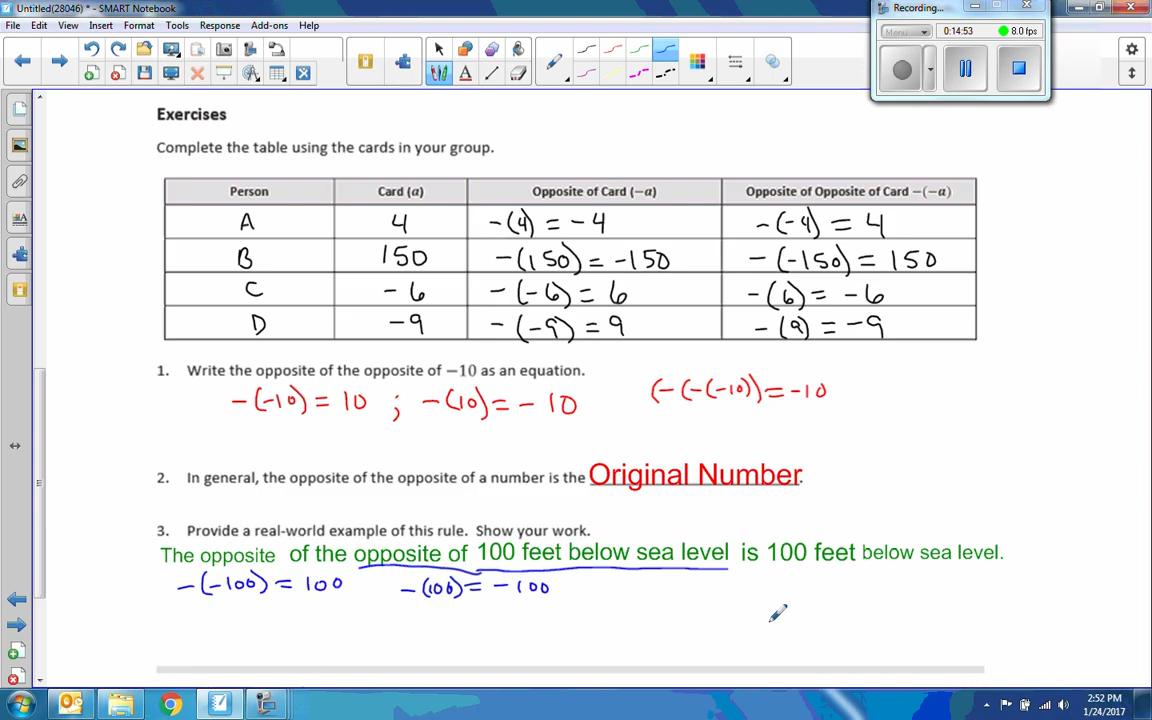 Untitled(28046) * - SMART Notebook
File Edit View Insert Format Tools Response Add-ons Help
Recording...
Menu 0:14:53 8.0 fps
Exercises
Complete the table using the cards in your group.
Person Card (a) Opposite of Card (−a) Opposite of Opposite of Card −(−a)
A 4 -(4) = -4 -(-4) = 4
B 150 -(150) = -150 -(-150) = 150
C -6 -(-6) = 6 -(6) = -6
D -9 -(-9) = 9 -(9) = -9
1. Write the opposite of the opposite of −10 as an equation.
-(-10) = 10 ; -(10) = -10 (-(-(-10)) = -10
2. In general, the opposite of the opposite of a number is the Original Number.
3. Provide a real-world example of this rule. Show your work.
The opposite of the opposite of 100 feet below sea level is 100 feet below sea level.
-(-100) = 100 -(100) = -100
2:52 PM
1/24/2017